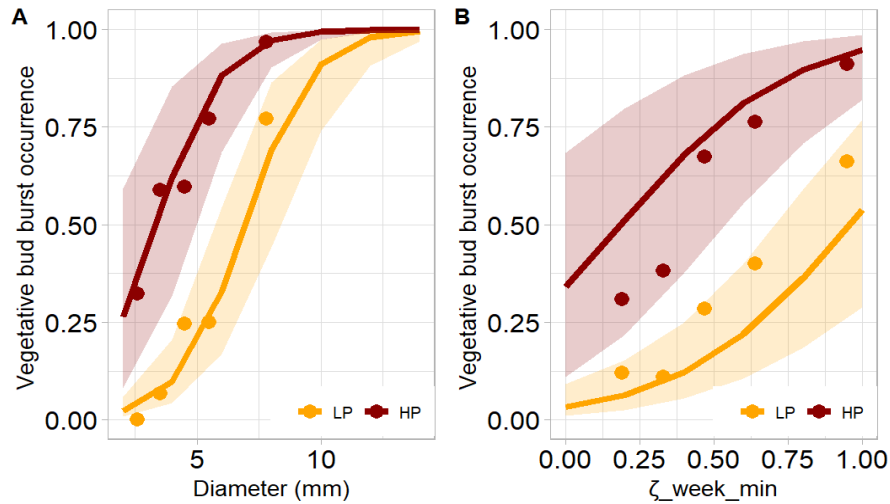 A
Vegetative bud burst occurrence
1.00
0.75
0.50
0.25
0.00
LP HP
5 10
Diameter (mm)
B
Vegetative bud burst occurrence
1.00
0.75
0.50
0.25
0.00
LP HP
0.00 0.25 0.50 0.75 1.00
ζ_week_min